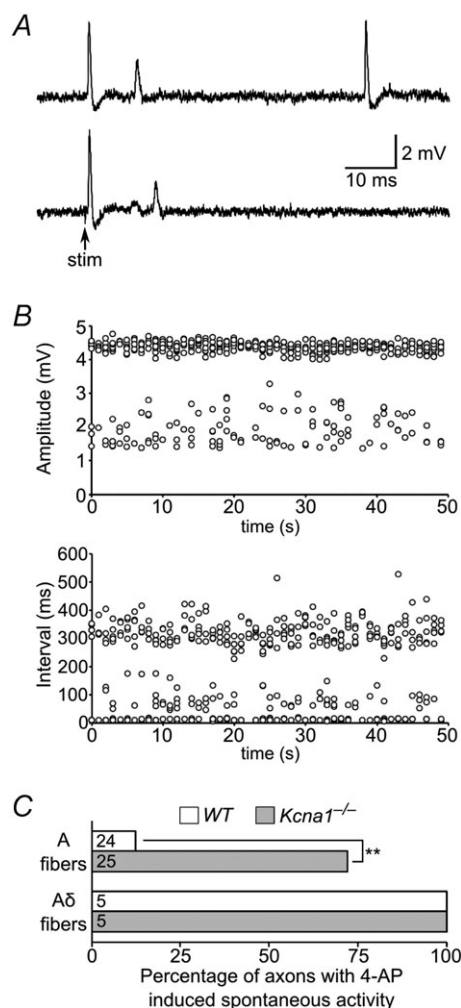 A
2 mV
10 ms
stim
B
Amplitude (mV)
5
4
3
2
1
0
0 10 20 30 40 50
time (s)
Interval (ms)
600
500
400
300
200
100
0
0 10 20 30 40 50
time (s)
C
WT Kcna1–/–
A fibers
24
25
**
Aδ fibers
5
5
0 25 50 75 100
Percentage of axons with 4-AP
induced spontaneous activity